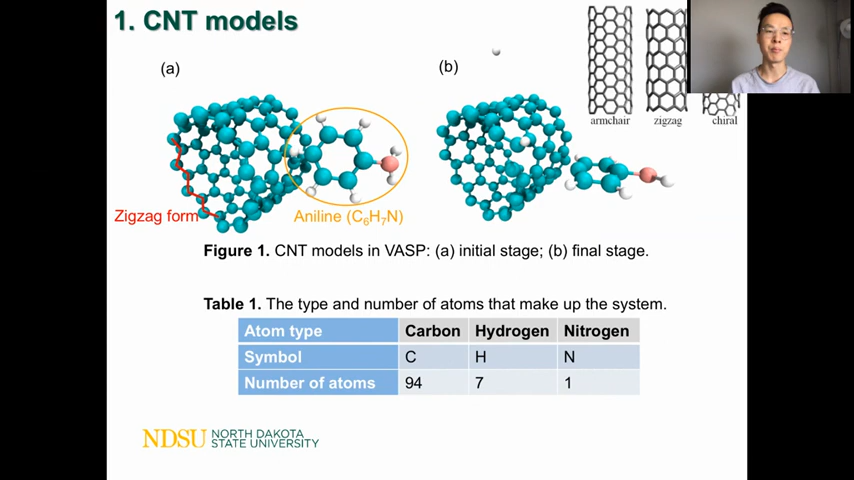 1. CNT models
(a)
(b)
armchair
zigzag
chiral
Zigzag form
Aniline (C₆H₇N)
Figure 1. CNT models in VASP: (a) initial stage; (b) final stage.
Table 1. The type and number of atoms that make up the system.
Atom type Carbon Hydrogen Nitrogen
Symbol C H N
Number of atoms 94 7 1
NDSU NORTH DAKOTA
STATE UNIVERSITY